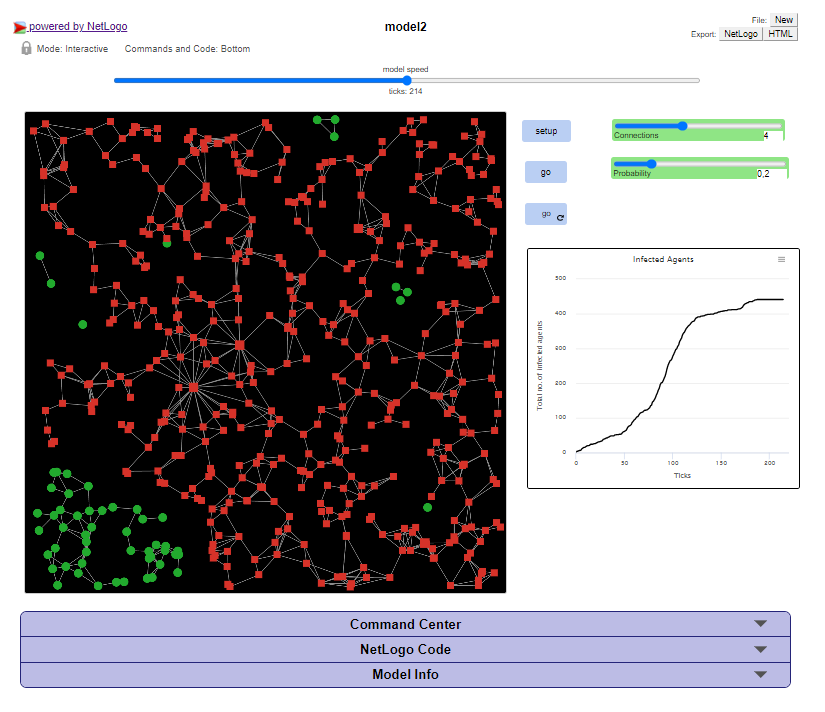 powered by NetLogo
model2
File: New
Export: NetLogo HTML
Mode: Interactive Commands and Code: Bottom
model speed
ticks: 214
setup
Connections 4
go
Probability 0,2
go
Infected Agents
500
400
300
200
100
0
Total no. of infected agents
0 50 100 150 200
Ticks
Command Center
NetLogo Code
Model Info